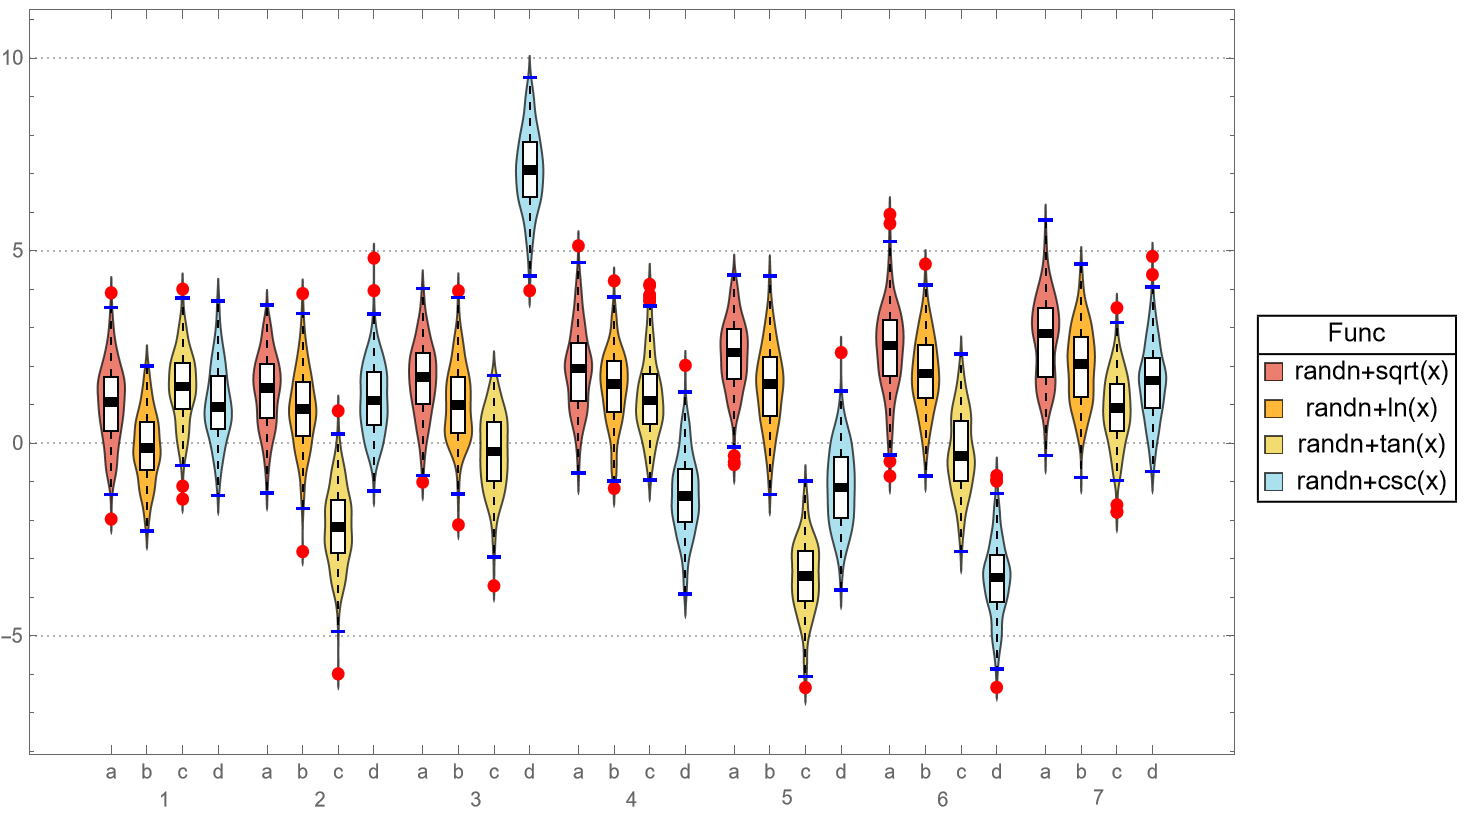 10
5
0
−5
a b c d a b c d a b c d a b c d a b c d a b c d a b c d
1 2 3 4 5 6 7
Func
randn+sqrt(x)
randn+ln(x)
randn+tan(x)
randn+csc(x)